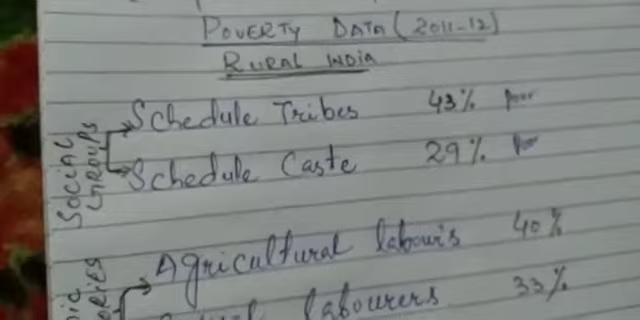 POVERTY DATA (2011-12)
RURAL INDIA
SOCIAL GROUPS
Schedule Tribes 43% poor
Schedule Caste 29%
Agricultural labours 40%
labourers 33%